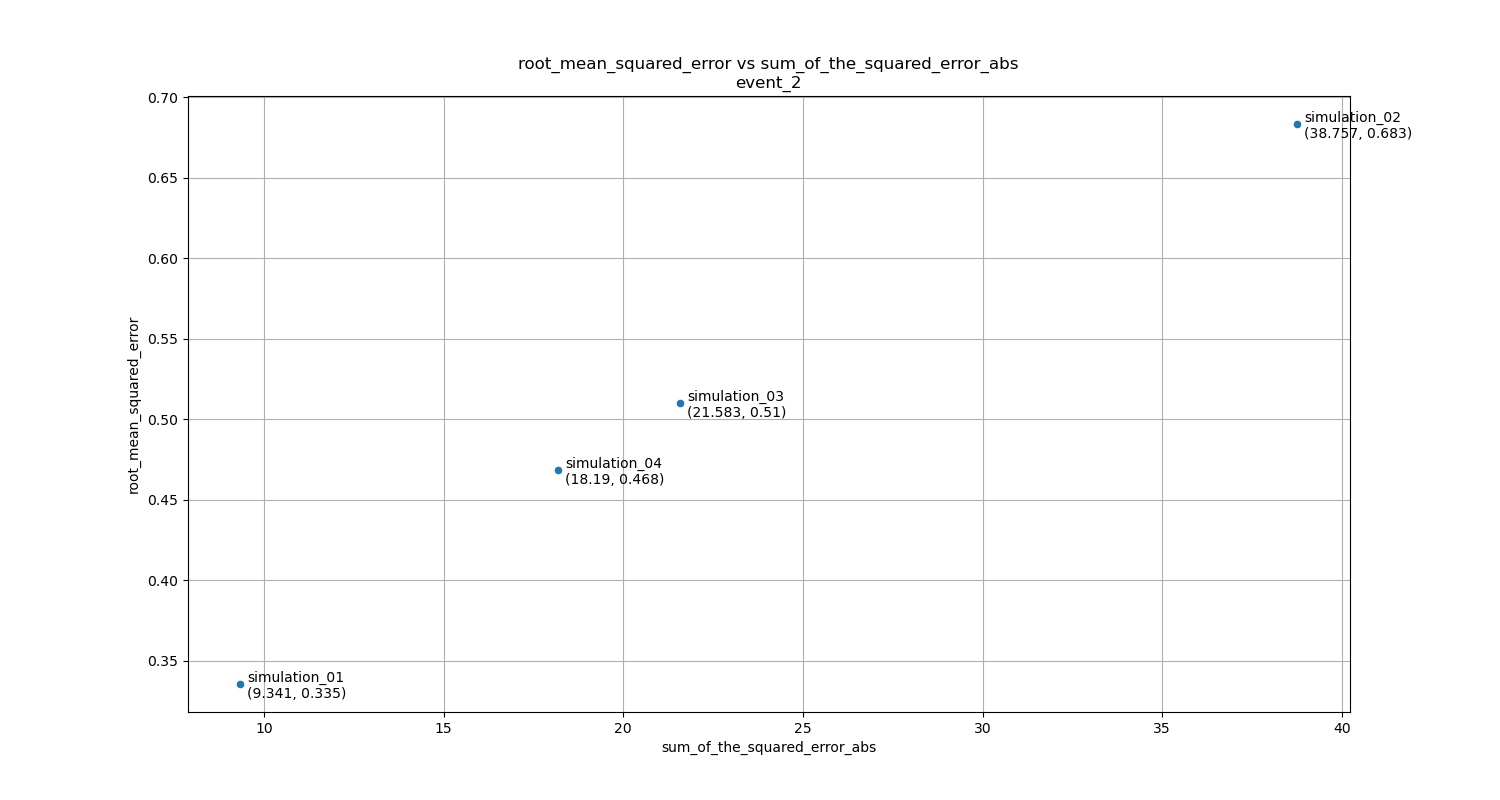 root_mean_squared_error vs sum_of_the_squared_error_abs
event_2
root_mean_squared_error
0.70
0.65
0.60
0.55
0.50
0.45
0.40
0.35
simulation_02
(38.757, 0.683)
simulation_03
(21.583, 0.51)
simulation_04
(18.19, 0.468)
simulation_01
(9.341, 0.335)
10
15
20
25
30
35
40
sum_of_the_squared_error_abs